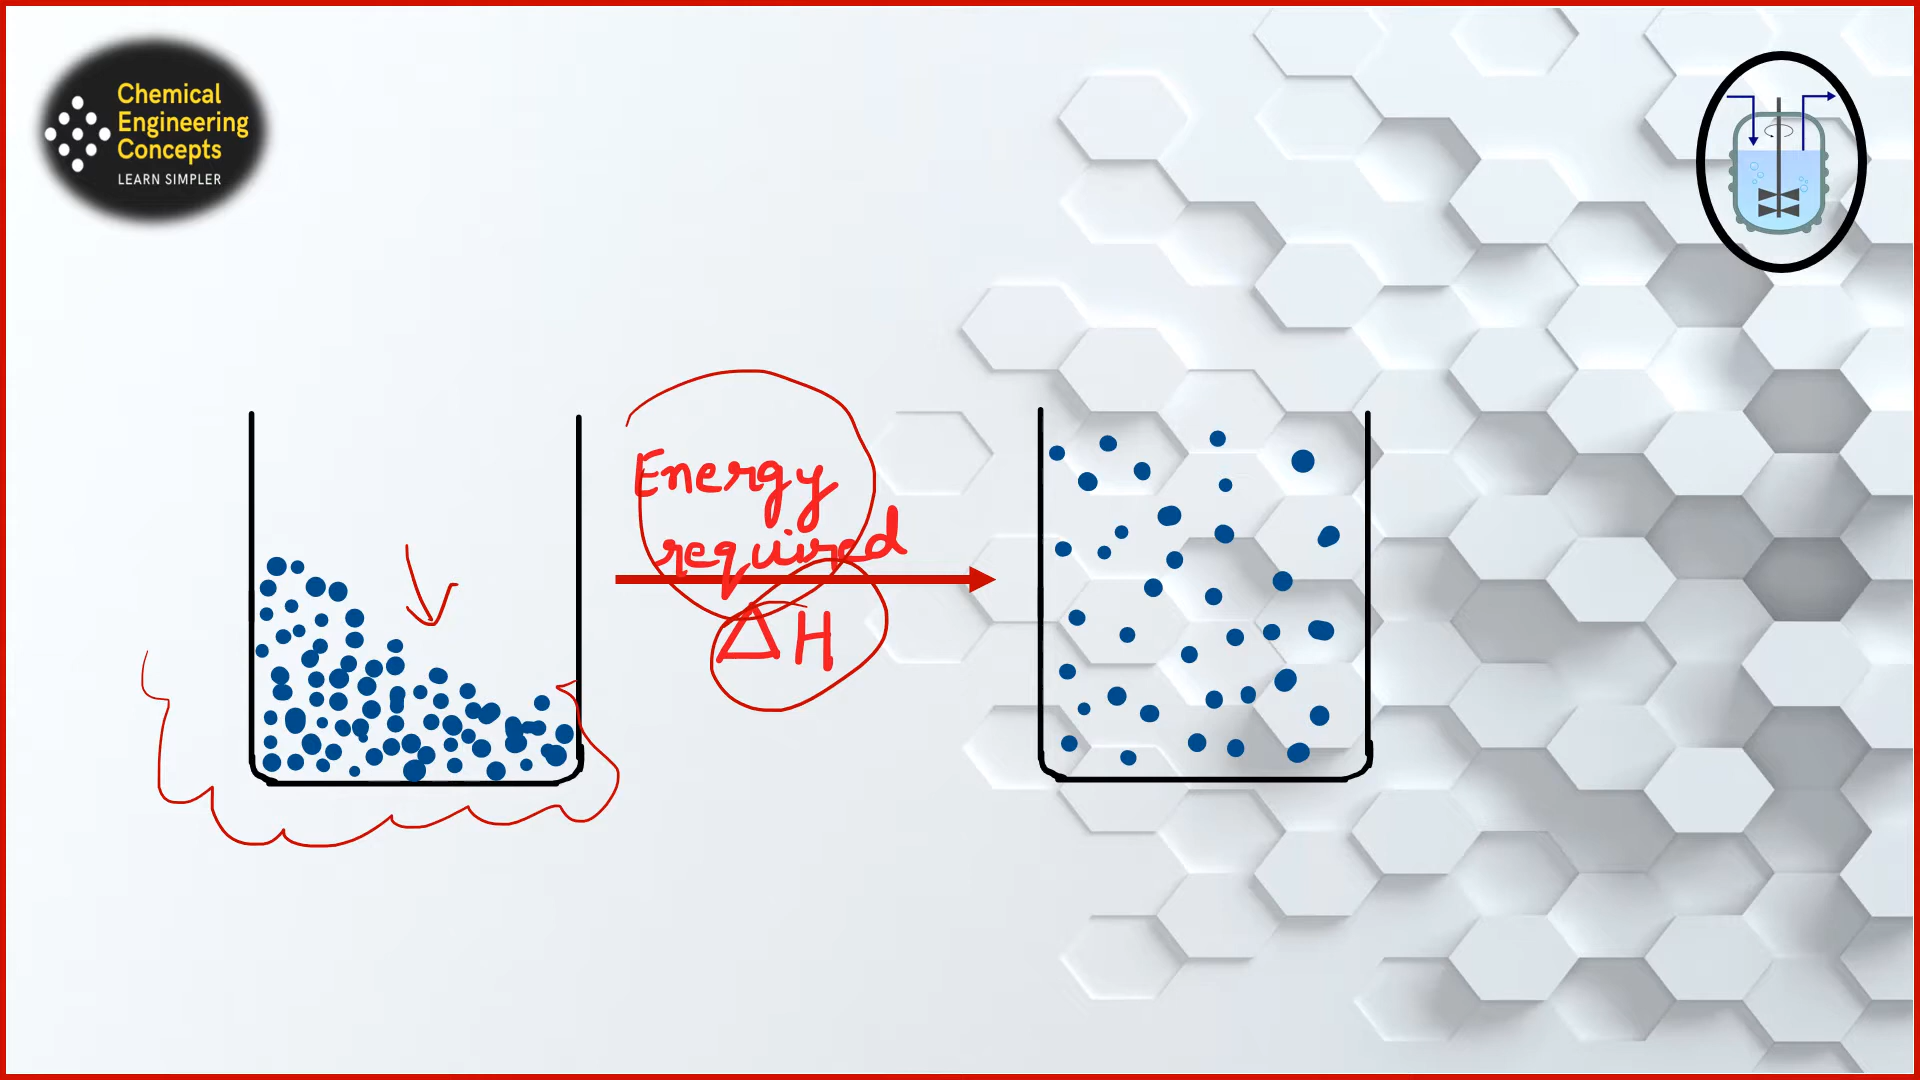 Chemical
Engineering
Concepts
LEARN SIMPLER
Energy
required
ΔH